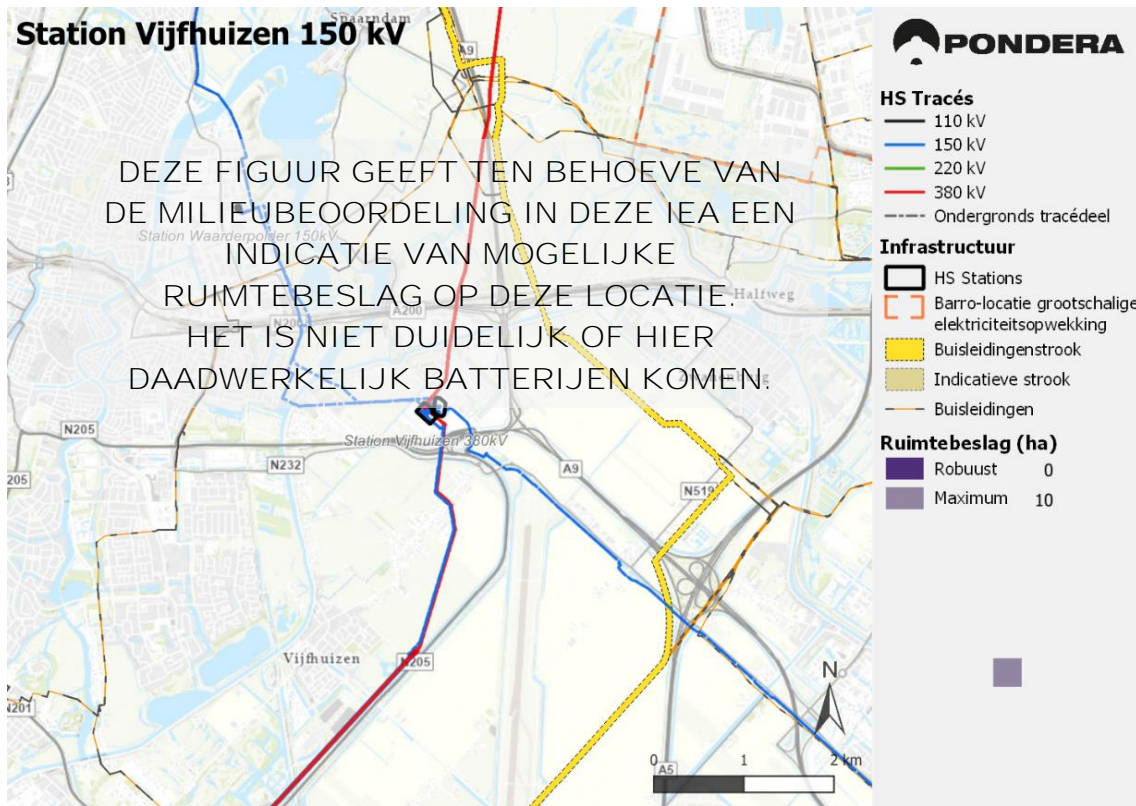 Station Vijfhuizen 150 kV
Spaarndam
A9
DEZE FIGUUR GEEFT TEN BEHOEVE VAN
DE MILIEUBEOORDELING IN DEZE IEA EEN
Station Waarderpolder 150kV
INDICATIE VAN MOGELIJKE
RUIMTEBESLAG OP DEZE LOCATIE.
Halfweg
A200
N200
HET IS NIET DUIDELIJK OF HIER
DAADWERKELIJK BATTERIJEN KOMEN.
N205
Station Vijfhuizen 380kV
N232
A9
N519
205
Vijfhuizen
N205
N201
N
0 1 2 km
A5
PONDERA
HS Tracés
110 kV
150 kV
220 kV
380 kV
Ondergronds tracédeel
Infrastructuur
HS Stations
Barro-locatie grootschalige
elektriciteitsopwekking
Buisleidingenstrook
Indicatieve strook
Buisleidingen
Ruimtebeslag (ha)
Robuust 0
Maximum 10